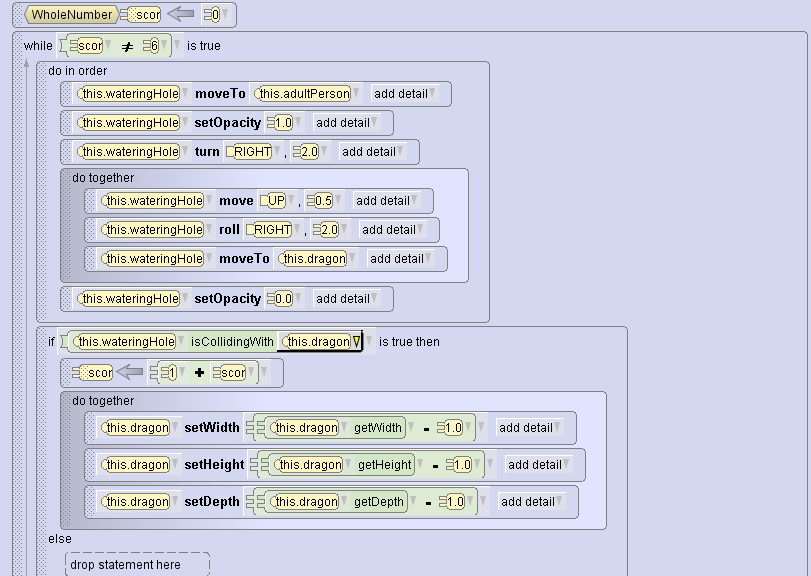 WholeNumber scor 0
while scor ≠ 6 is true
do in order
this.wateringHole moveTo this.adultPerson add detail
this.wateringHole setOpacity 1.0 add detail
this.wateringHole turn RIGHT , 2.0 add detail
do together
this.wateringHole move UP , 0.5 add detail
this.wateringHole roll RIGHT , 2.0 add detail
this.wateringHole moveTo this.dragon add detail
this.wateringHole setOpacity 0.0 add detail
if this.wateringHole isCollidingWith this.dragon is true then
scor 1 + scor
do together
this.dragon setWidth this.dragon getWidth - 1.0 add detail
this.dragon setHeight this.dragon getHeight - 1.0 add detail
this.dragon setDepth this.dragon getDepth - 1.0 add detail
else
drop statement here